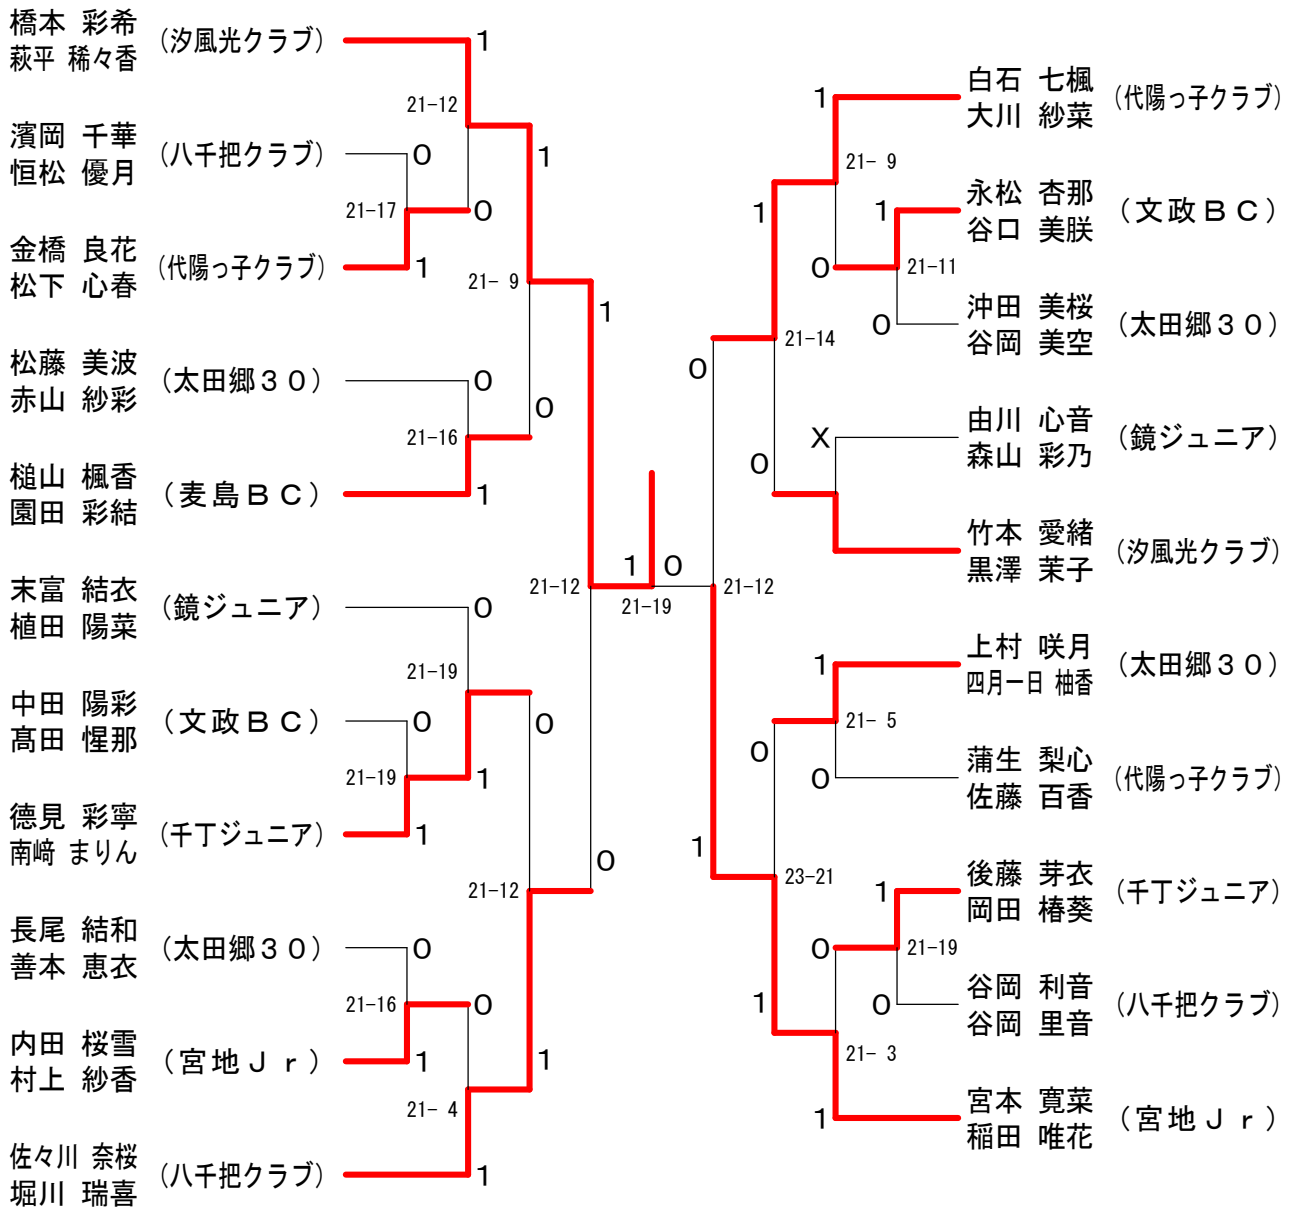 橋本 彩希
萩平 稀々香
(汐風光クラブ)
1
21-12
濱岡 千華
恒松 優月
(八千把クラブ)
0
1
21-17
0
金橋 良花
松下 心春
(代陽っ子クラブ)
1
21- 9
1
松藤 美波
赤山 紗彩
(太田郷30)
0
0
21-16
槌山 楓香
園田 彩結
(麦島BC)
1
末富 結衣
植田 陽菜
(鏡ジュニア)
0
21-12
21-19
中田 陽彩
髙田 惺那
(文政BC)
0
0
21-19
1
德見 彩寧
南﨑 まりん
(千丁ジュニア)
1
0
21-12
長尾 結和
善本 恵衣
(太田郷30)
0
21-16
0
内田 桜雪
村上 紗香
(宮地Jr)
1
1
21- 4
佐々川 奈桜
堀川 瑞喜
(八千把クラブ)
1
1
0
21-19
白石 七楓
大川 紗菜
(代陽っ子クラブ)
1
21- 9
永松 杏那
谷口 美朕
(文政BC)
1
1
0
21-11
沖田 美桜
谷岡 美空
(太田郷30)
0
21-14
0
由川 心音
森山 彩乃
(鏡ジュニア)
X
0
竹本 愛緒
黒澤 茉子
(汐風光クラブ)
21-12
上村 咲月
四月一日 柚香
(太田郷30)
1
21- 5
0
蒲生 梨心
佐藤 百香
(代陽っ子クラブ)
0
1
23-21
後藤 芽衣
岡田 椿葵
(千丁ジュニア)
1
0
21-19
谷岡 利音
谷岡 里音
(八千把クラブ)
0
1
21- 3
宮本 寛菜
稲田 唯花
(宮地Jr)
1